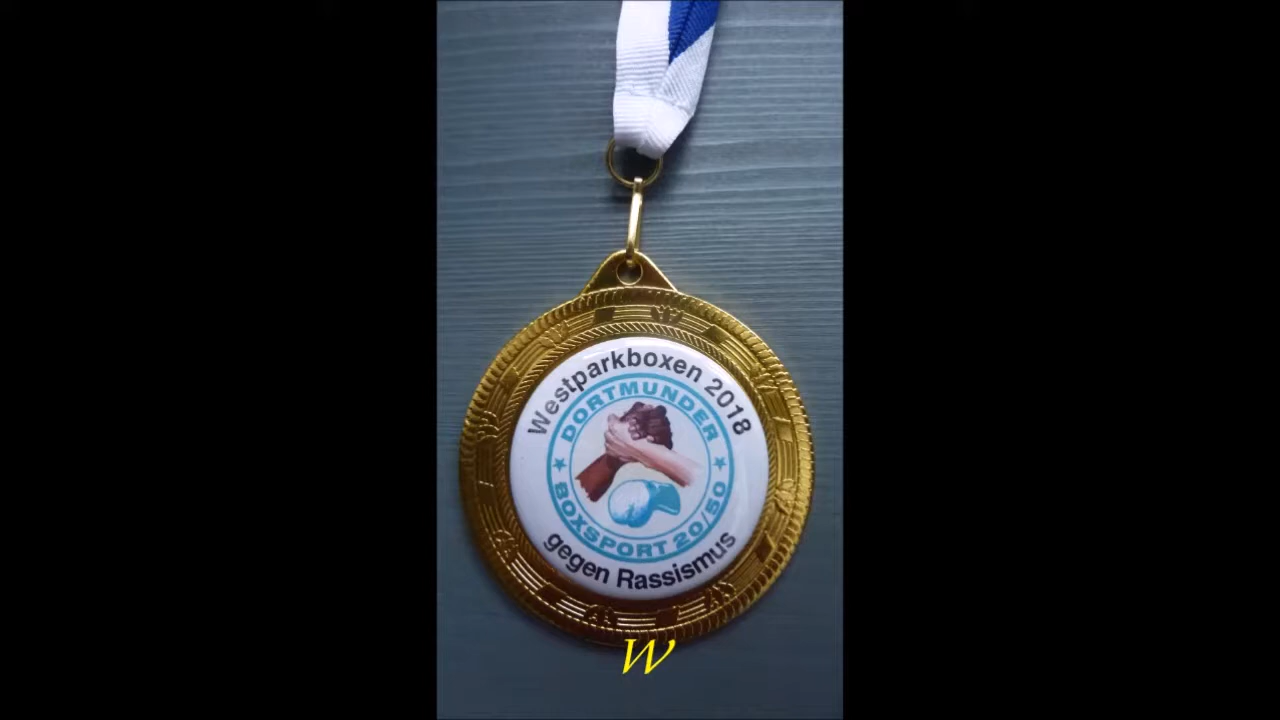 Westparkboxen 2018
DORTMUNDER
BOXSPORT 20/50
gegen Rassismus
W